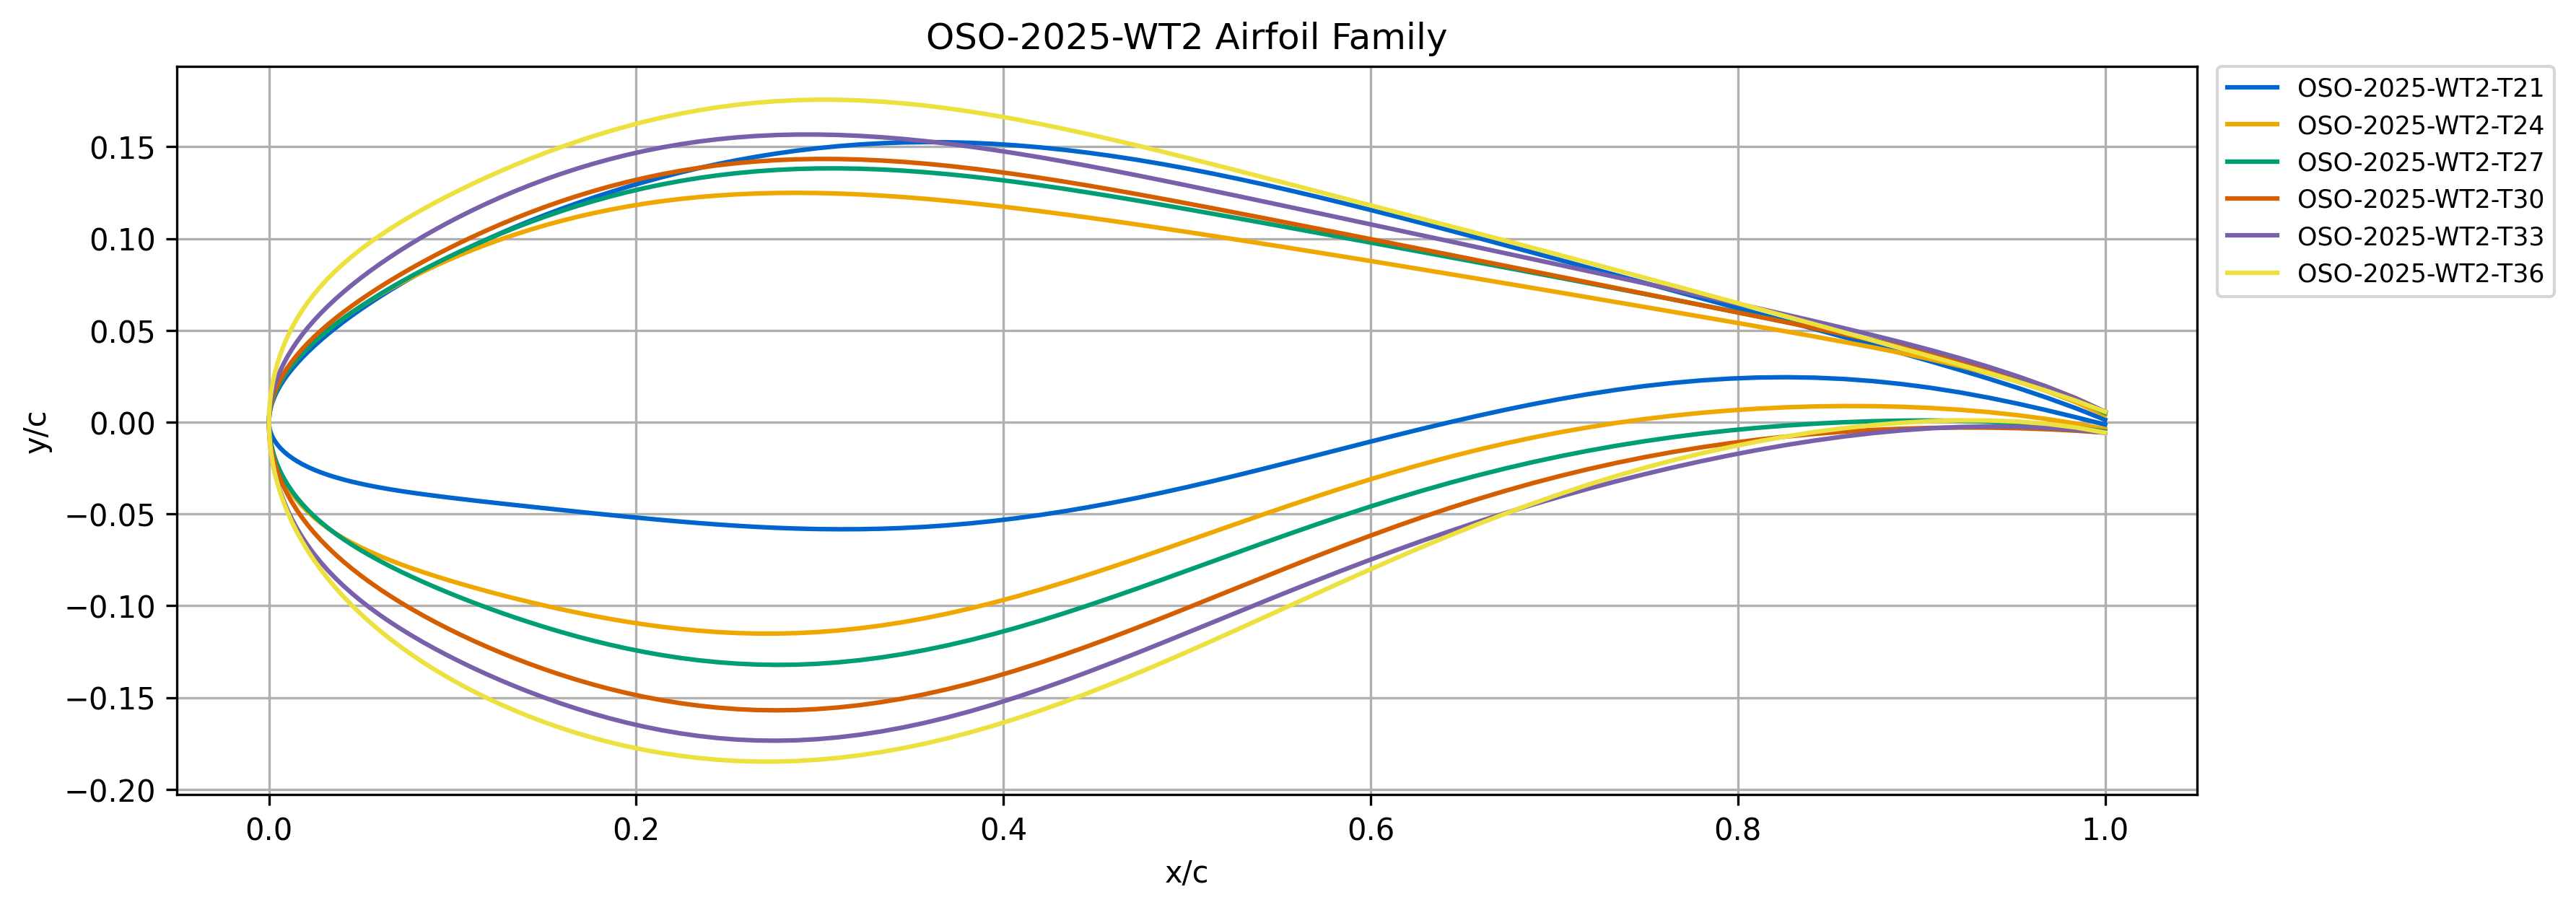 OSO-2025-WT2 Airfoil Family
OSO-2025-WT2-T21
OSO-2025-WT2-T24
OSO-2025-WT2-T27
OSO-2025-WT2-T30
OSO-2025-WT2-T33
OSO-2025-WT2-T36
y/c
0.15
0.10
0.05
0.00
−0.05
−0.10
−0.15
−0.20
0.0 0.2 0.4 0.6 0.8 1.0
x/c